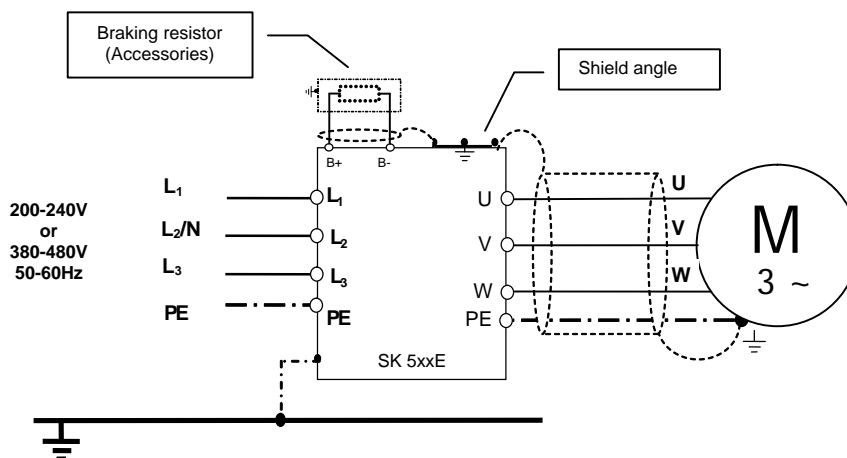 Braking resistor
(Accessories)
Shield angle
B+ B-
L1
L2/N
L3
PE
200-240V
or
380-480V
50-60Hz
L1
L2
L3
PE
U
V
W
PE
SK 5xxE
U
V
W
M
3 ~